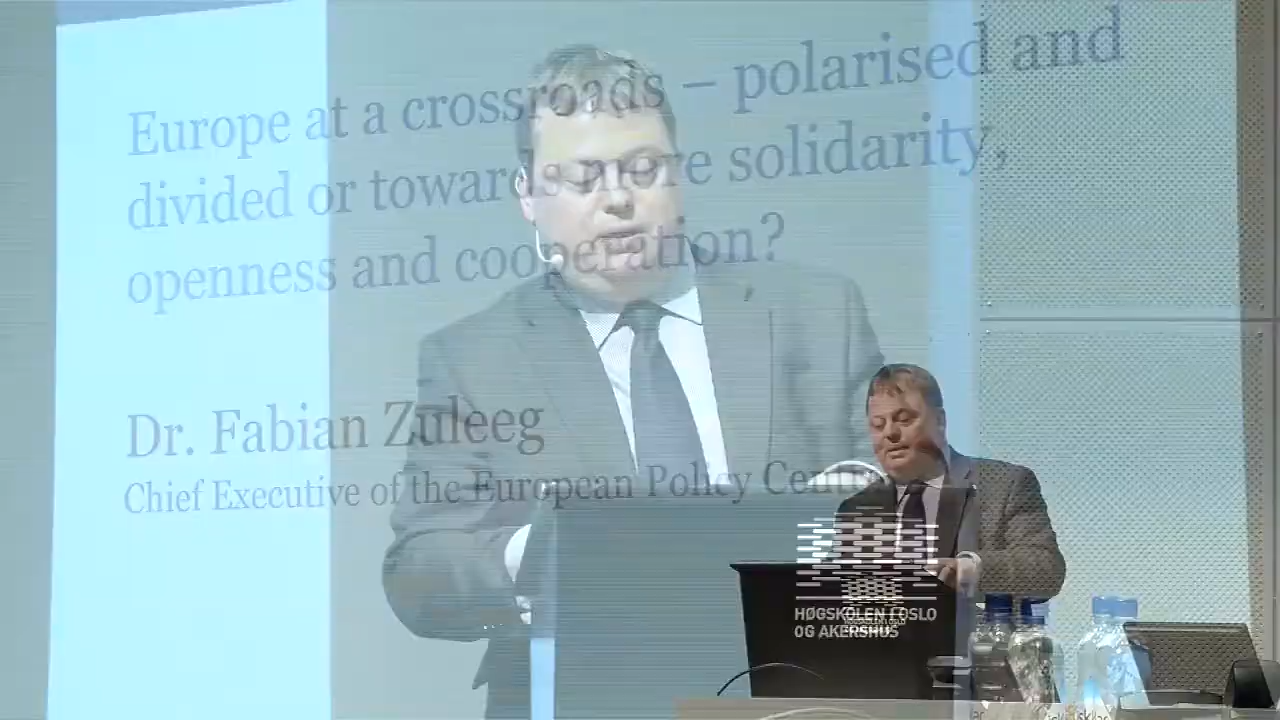 Europe at a crossroads – polarised and
divided or towards more solidarity,
openness and cooperation?
Dr. Fabian Zuleeg
Chief Executive of the European Policy Centre
HØGSKOLEN I OSLO
OG AKERSHUS